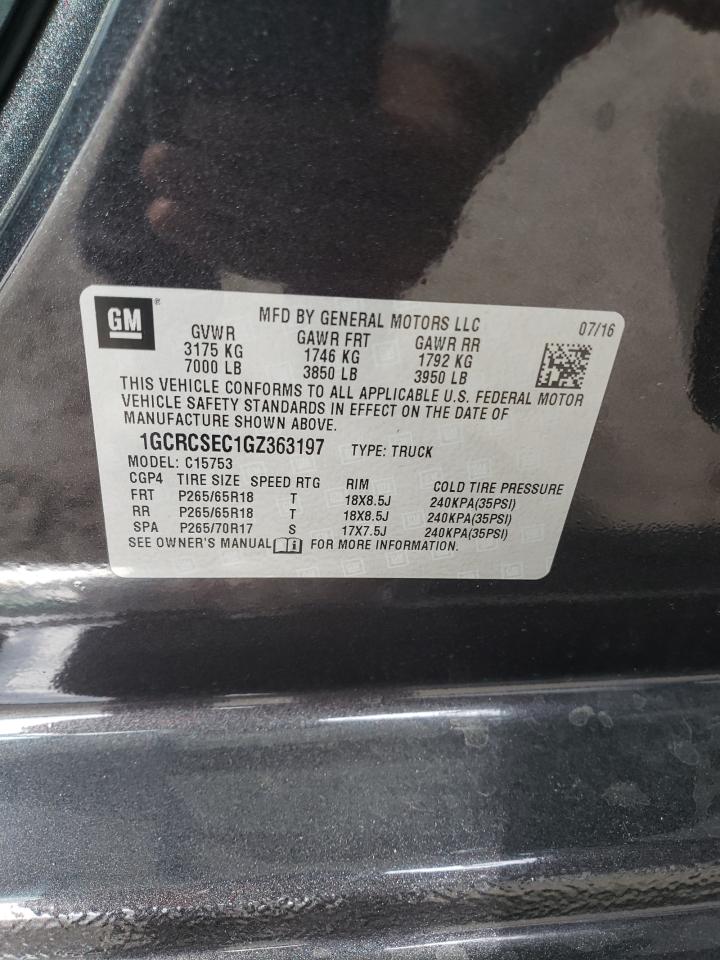 GM ®
MFD BY GENERAL MOTORS LLC 07/16
GVWR GAWR FRT GAWR RR
3175 KG 1746 KG 1792 KG
7000 LB 3850 LB 3950 LB
THIS VEHICLE CONFORMS TO ALL APPLICABLE U.S. FEDERAL MOTOR
VEHICLE SAFETY STANDARDS IN EFFECT ON THE DATE OF
MANUFACTURE SHOWN ABOVE.
1GCRCSEC1GZ363197 TYPE: TRUCK
MODEL: C15753
CGP4 TIRE SIZE SPEED RTG RIM COLD TIRE PRESSURE
FRT P265/65R18 T 18X8.5J 240KPA(35PSI)
RR P265/65R18 T 18X8.5J 240KPA(35PSI)
SPA P265/70R17 S 17X7.5J 240KPA(35PSI)
SEE OWNER'S MANUAL FOR MORE INFORMATION.